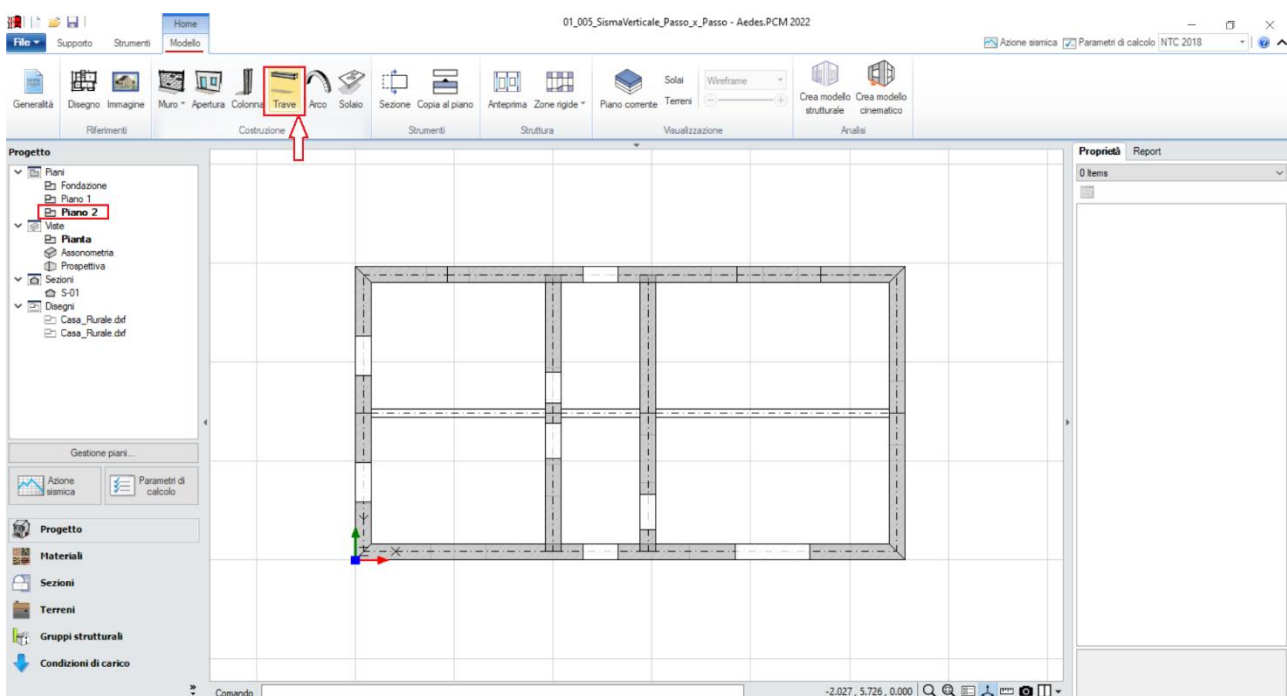 01_005_SismaVerticale_Passo_x_Passo - Aedes.PCM 2022
Home
File Supporto Strumenti Modello
Azione sismica Parametri di calcolo NTC 2018
Generalità Disegno Immagine Muro Apertura Colonna Trave Arco Solaio Sezione Copia al piano Anteprima Zone rigide Piano corrente Solai Terreni Wireframe Crea modello strutturale Crea modello cinematico
Riferimenti Costruzione Strumenti Struttura Visualizzazione Analisi
Progetto
Piani
Fondazione
Piano 1
Piano 2
Viste
Pianta
Assonometria
Prospettiva
Sezioni
S-01
Disegni
Casa_Rurale.dxf
Casa_Rurale.dxf
Gestione piani...
Azione sismica
Parametri di calcolo
Progetto
Materiali
Sezioni
Terreni
Gruppi strutturali
Condizioni di carico
Proprietà Report
0 Items
Comando
-2.027 , 5.726 , 0.000